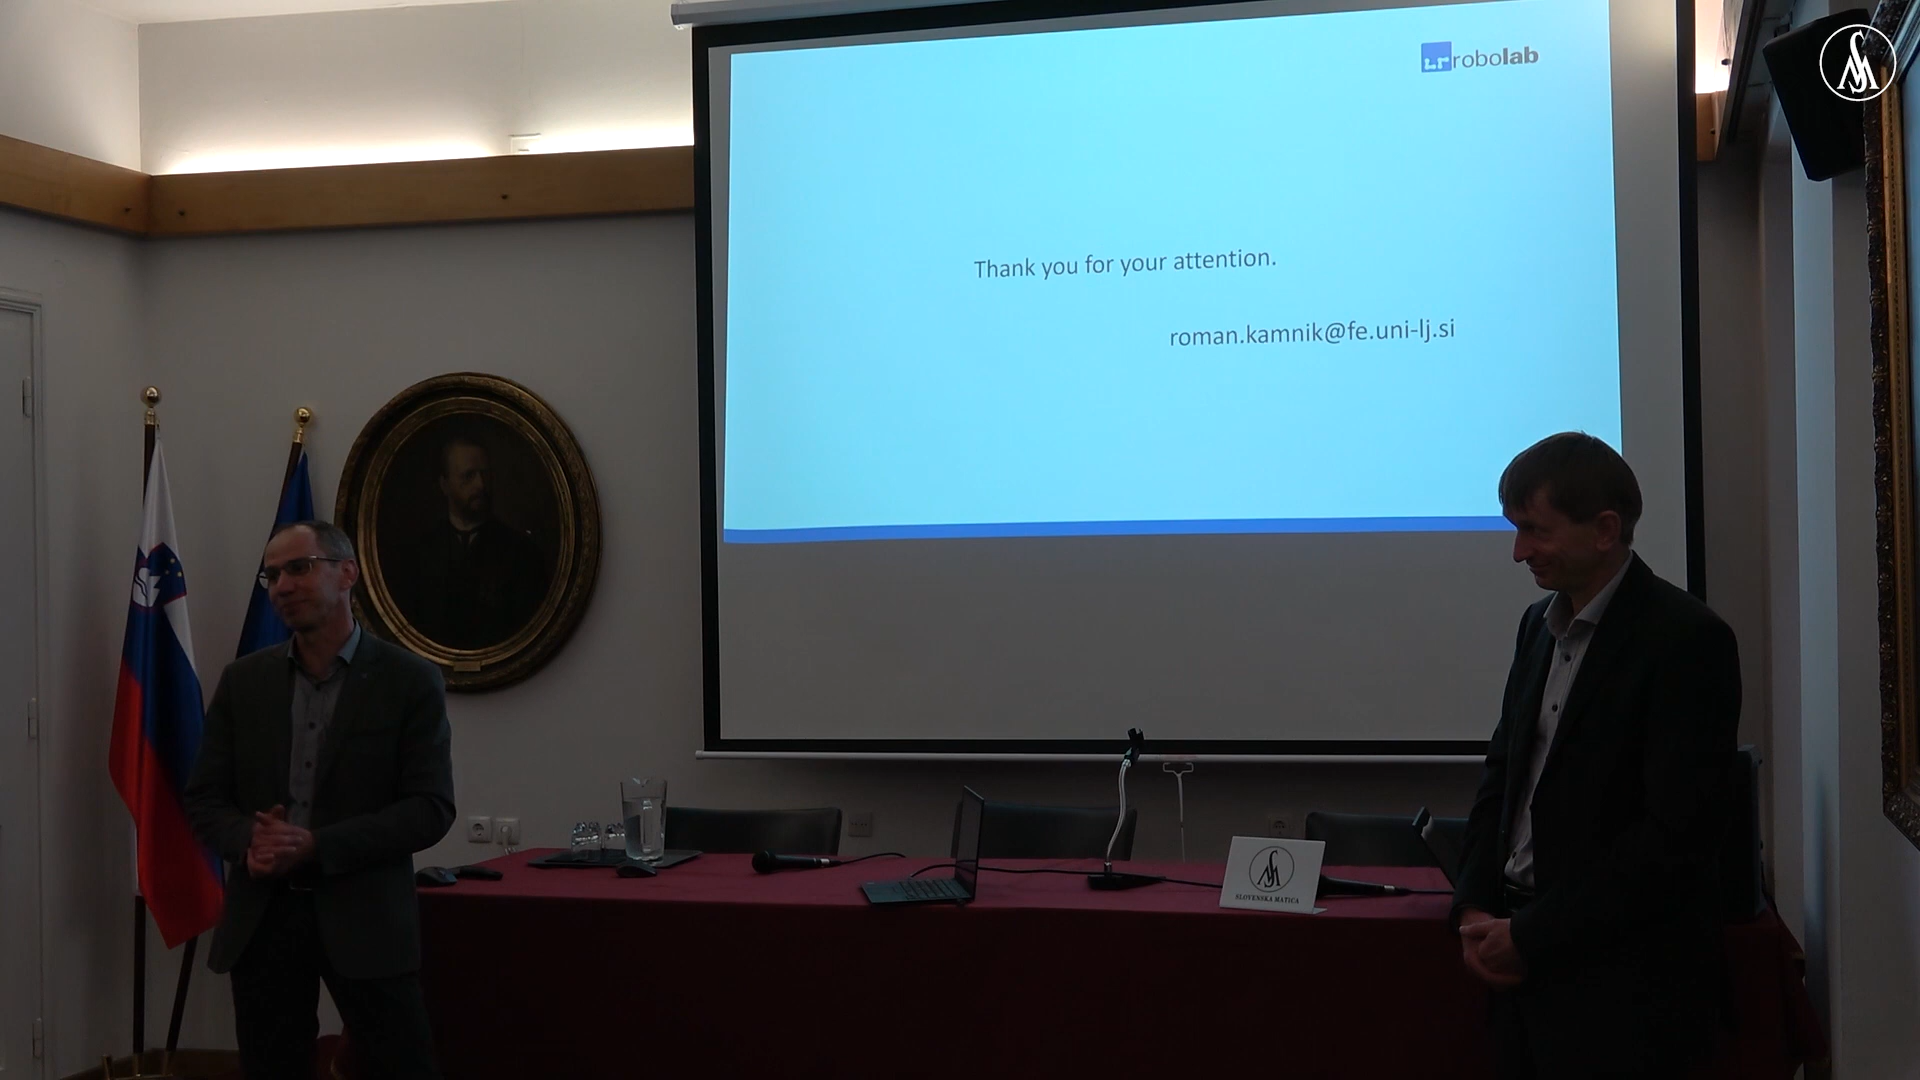 robolab
Thank you for your attention.
roman.kamnik@fe.uni-lj.si
SLOVENSKA MATICA